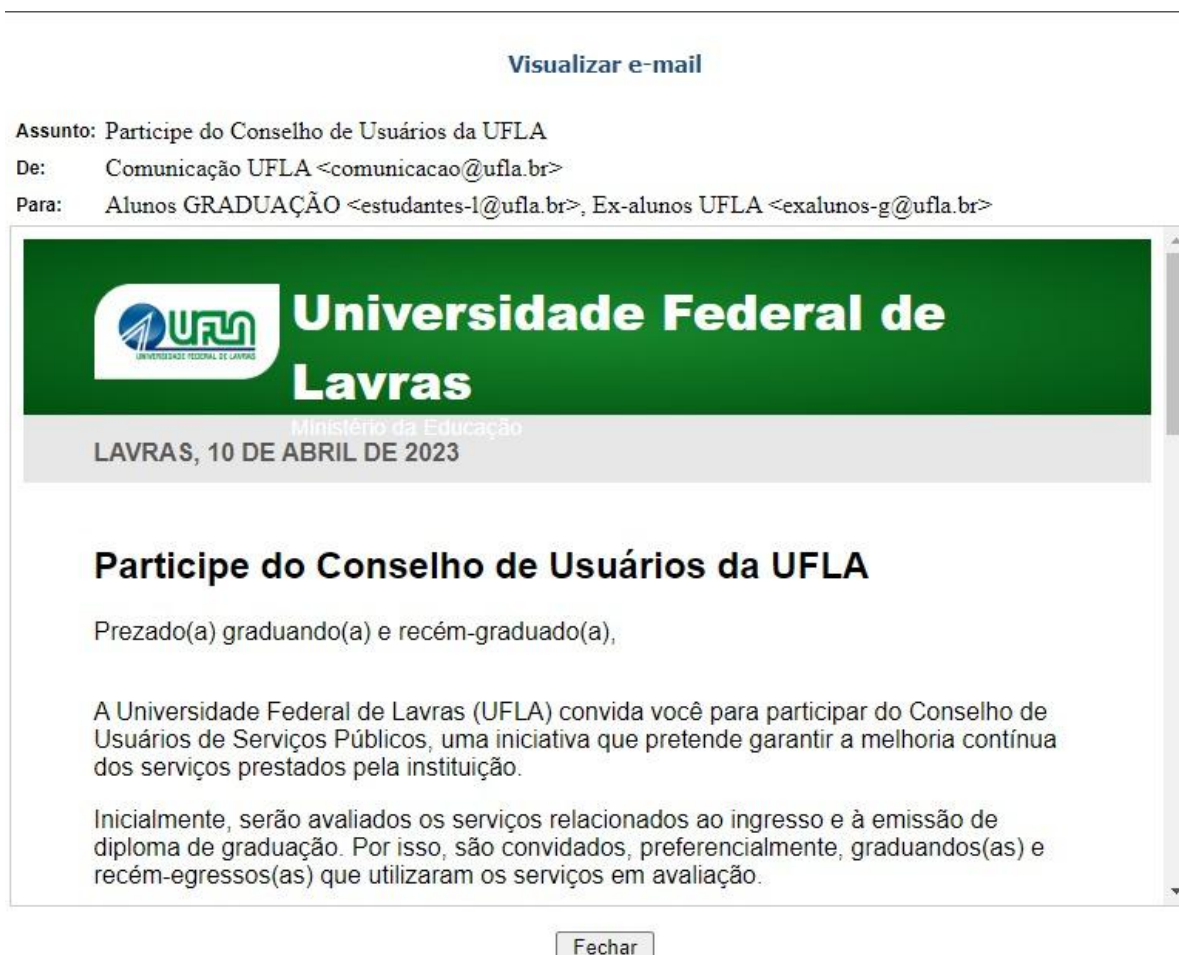 Visualizar e-mail
Assunto: Participe do Conselho de Usuários da UFLA
De: Comunicação UFLA <comunicacao@ufla.br>
Para: Alunos GRADUAÇÃO <estudantes-l@ufla.br>, Ex-alunos UFLA <exalunos-g@ufla.br>
UFLA
UNIVERSIDADE FEDERAL DE LAVRAS
Universidade Federal de
Lavras
Ministério da Educação
LAVRAS, 10 DE ABRIL DE 2023
Participe do Conselho de Usuários da UFLA
Prezado(a) graduando(a) e recém-graduado(a),
A Universidade Federal de Lavras (UFLA) convida você para participar do Conselho de
Usuários de Serviços Públicos, uma iniciativa que pretende garantir a melhoria contínua
dos serviços prestados pela instituição.
Inicialmente, serão avaliados os serviços relacionados ao ingresso e à emissão de
diploma de graduação. Por isso, são convidados, preferencialmente, graduandos(as) e
recém-egressos(as) que utilizaram os serviços em avaliação.
Fechar